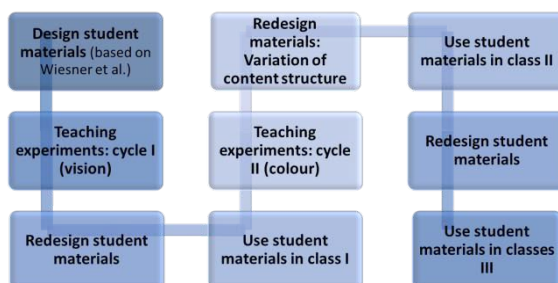 Design student
materials (based on
Wiesner et al.)
Teaching
experiments: cycle I
(vision)
Redesign student
materials
Use student
materials in class I
Teaching
experiments: cycle
II (colour)
Redesign
materials:
Variation of
content structure
Use student
materials in class II
Redesign student
materials
Use student
materials in classes
III